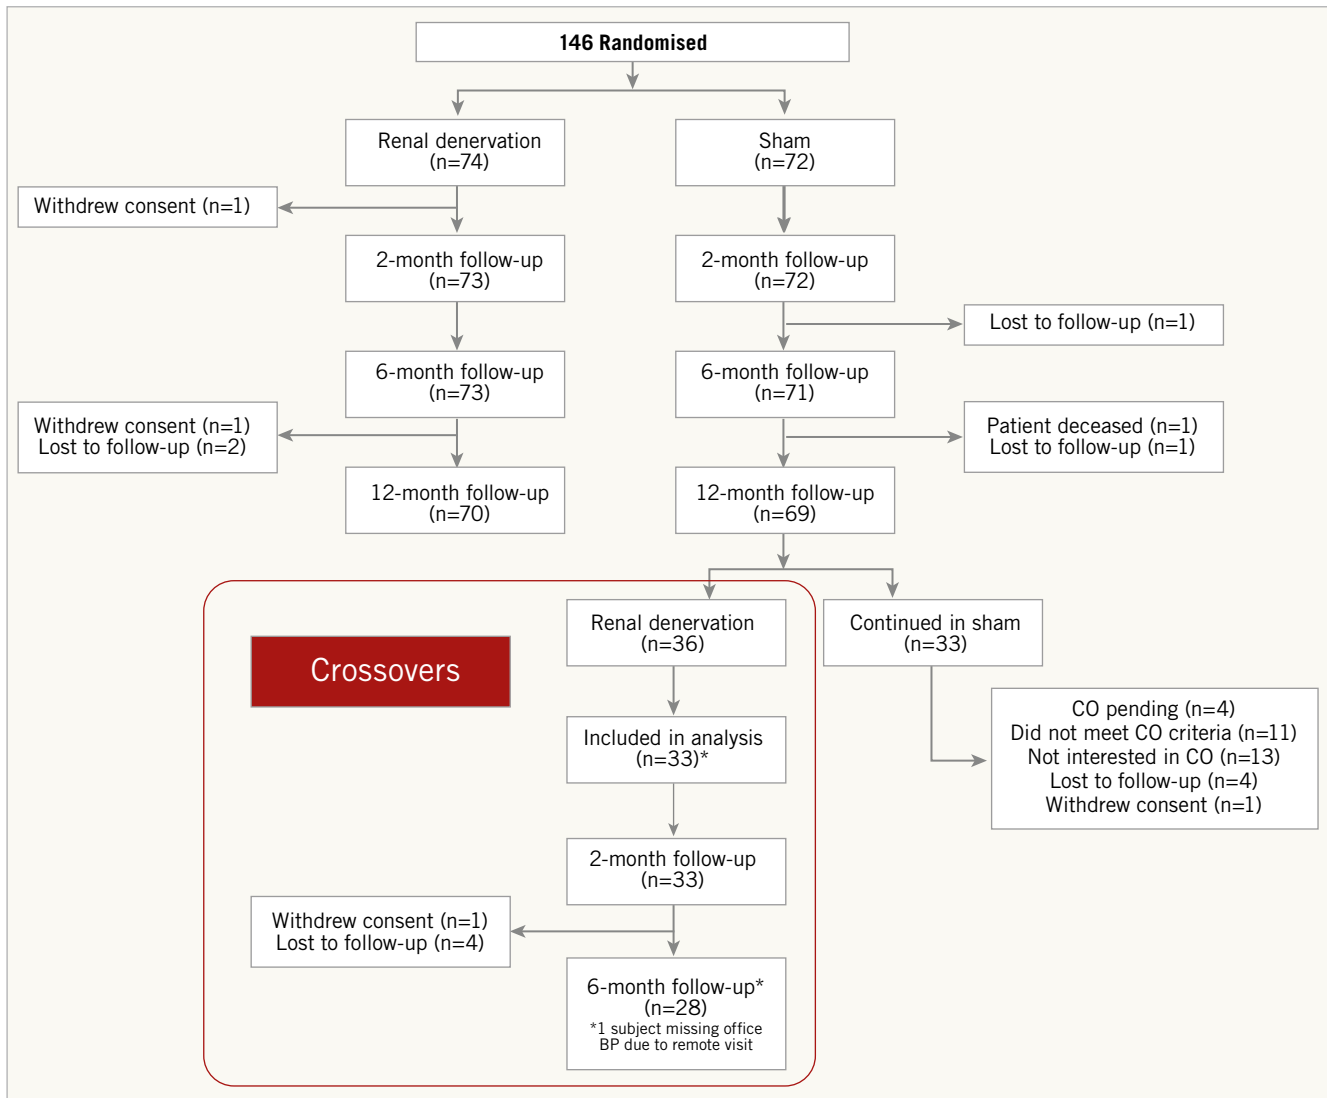 146 Randomised
Renal denervation
(n=74)
Sham
(n=72)
Withdrew consent (n=1)
2-month follow-up
(n=73)
2-month follow-up
(n=72)
Lost to follow-up (n=1)
6-month follow-up
(n=73)
6-month follow-up
(n=71)
Withdrew consent (n=1)
Lost to follow-up (n=2)
Patient deceased (n=1)
Lost to follow-up (n=1)
12-month follow-up
(n=70)
12-month follow-up
(n=69)
Crossovers
Renal denervation
(n=36)
Continued in sham
(n=33)
CO pending (n=4)
Did not meet CO criteria (n=11)
Not interested in CO (n=13)
Lost to follow-up (n=4)
Withdrew consent (n=1)
Included in analysis
(n=33)*
2-month follow-up
(n=33)
Withdrew consent (n=1)
Lost to follow-up (n=4)
6-month follow-up*
(n=28)
*1 subject missing office
BP due to remote visit